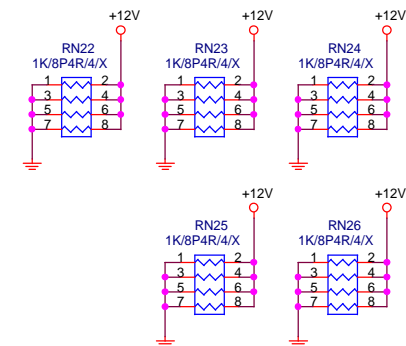 +12V +12V +12V
RN22 RN23 RN24
1K/8P4R/4/X 1K/8P4R/4/X 1K/8P4R/4/X
1 2 1 2 1 2
3 4 3 4 3 4
5 6 5 6 5 6
7 8 7 8 7 8
+12V +12V
RN25 RN26
1K/8P4R/4/X 1K/8P4R/4/X
1 2 1 2
3 4 3 4
5 6 5 6
7 8 7 8